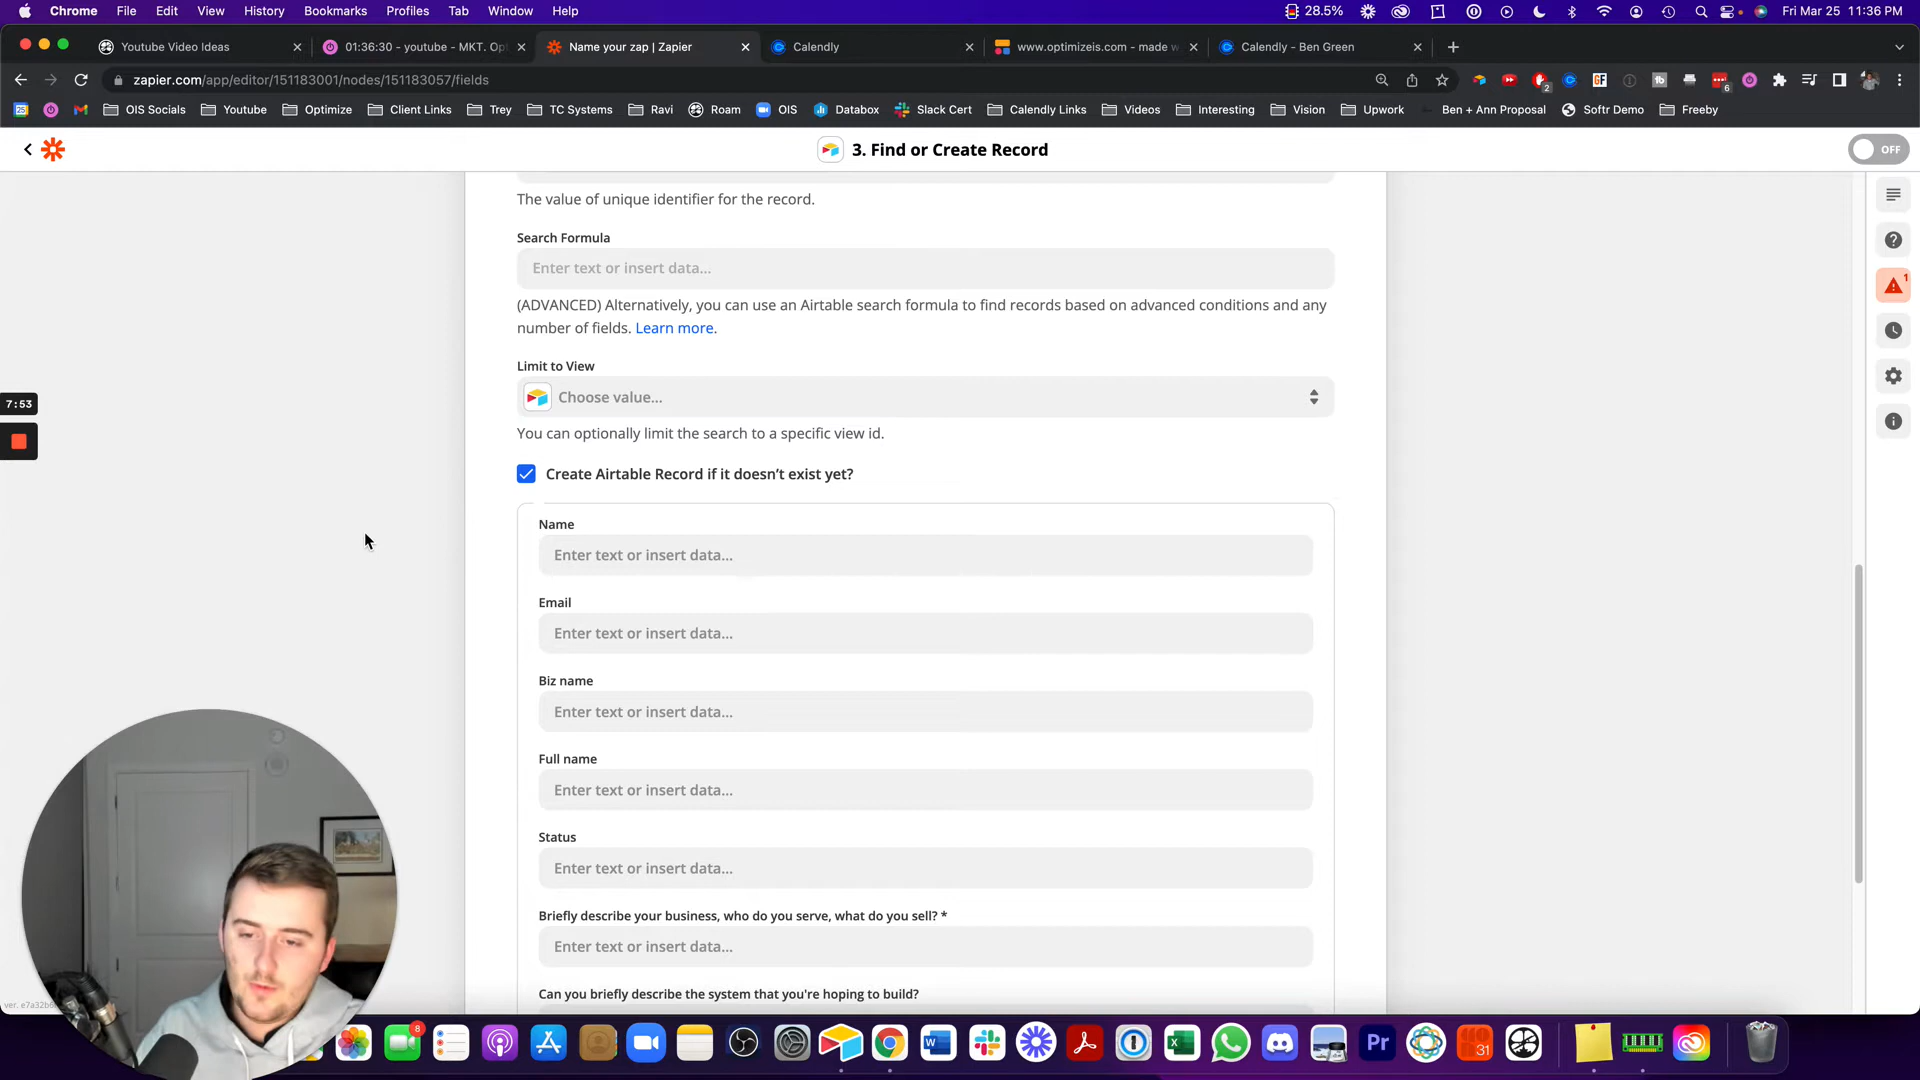 Chrome File Edit View History Bookmarks Profiles Tab Window Help 28.5% Fri Mar 25 11:36 PM
Youtube Video Ideas 01:36:30 - youtube - MKT. Op Name your zap | Zapier Calendly www.optimizeis.com - made w Calendly - Ben Green
zapier.com/app/editor/151183001/nodes/151183057/fields 2 6
OIS Socials Youtube Optimize Client Links Trey TC Systems Ravi Roam OIS Databox Slack Cert Calendly Links Videos Interesting Vision Upwork Ben + Ann Proposal Softr Demo Freeby
3. Find or Create Record OFF
The value of unique identifier for the record.
Search Formula
Enter text or insert data...
(ADVANCED) Alternatively, you can use an Airtable search formula to find records based on advanced conditions and any
number of fields. Learn more.
1
Limit to View
Choose value...
7:53
You can optionally limit the search to a specific view id.
Create Airtable Record if it doesn't exist yet?
Name
Enter text or insert data...
Email
Enter text or insert data...
Biz name
Enter text or insert data...
Full name
Enter text or insert data...
Status
Enter text or insert data...
Briefly describe your business, who do you serve, what do you sell? *
Enter text or insert data...
Can you briefly describe the system that you're hoping to build?
8
31
Pr